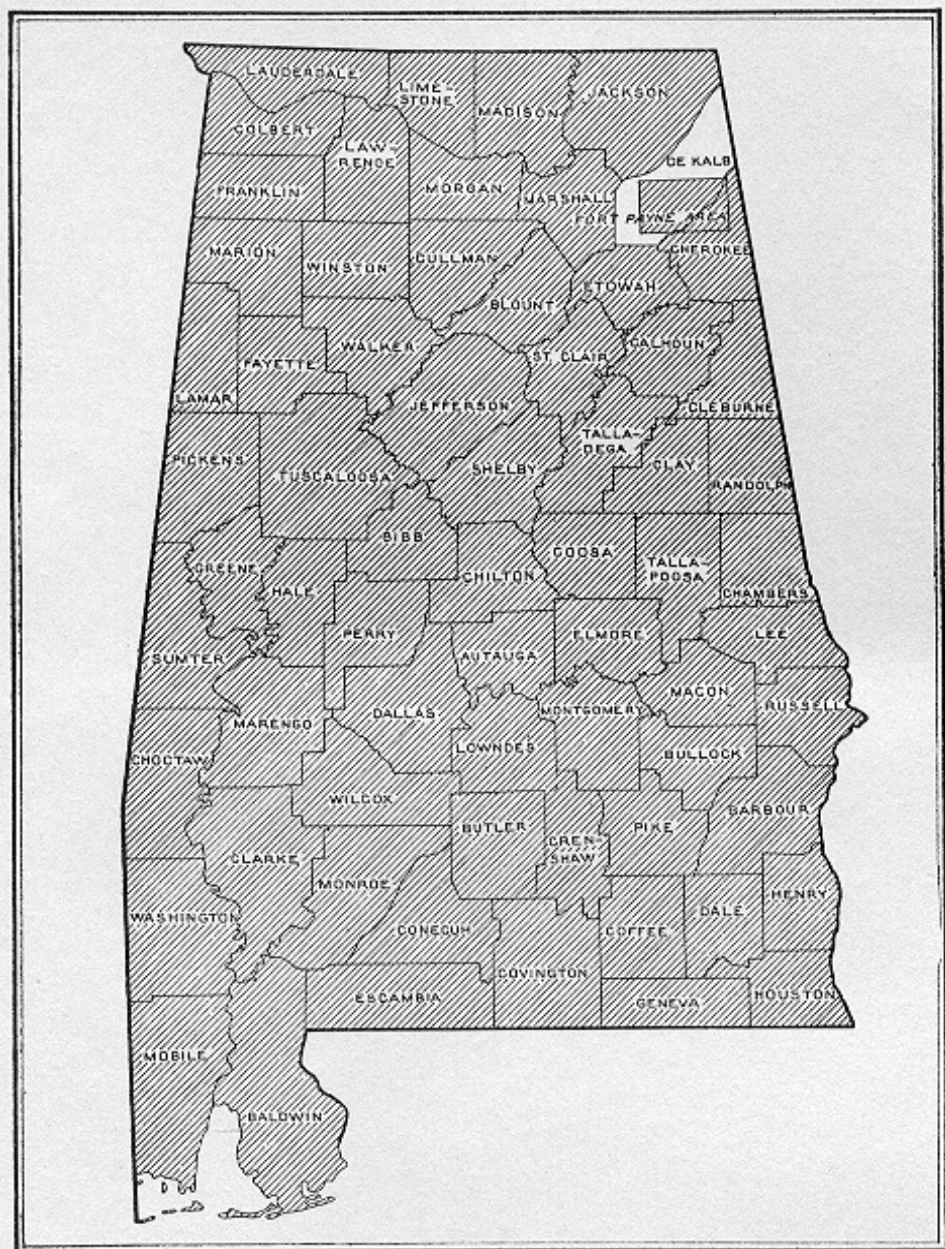 LAUDERDALE
LIME-
STONE
MADISON
JACKSON
COLBERT
LAW-
RENCE
DE KALB
FRANKLIN
MORGAN
MARSHALL
FORT PAYNE AREA
CHEROKEE
MARION
WINSTON
CULLMAN
ETOWAH
BLOUNT
WALKER
ST. CLAIR
CALHOUN
FAYETTE
LAMAR
JEFFERSON
CLEBURNE
TALLA-
DEGA
PICKENS
TUSCALOOSA
SHELBY
CLAY
RANDOLPH
BIBB
GREENE
HALE
CHILTON
COOSA
TALLA-
POOSA
CHAMBERS
PERRY
ELMORE
LEE
SUMTER
AUTAUGA
MACON
RUSSELL
MARENGO
DALLAS
MONTGOMERY
CHOCTAW
LOWNDES
BULLOCK
WILCOX
BARBOUR
BUTLER
CREN-
SHAW
PIKE
CLARKE
MONROE
HENRY
WASHINGTON
CONECUH
COFFEE
DALE
COVINGTON
ESCAMBIA
GENEVA
HOUSTON
MOBILE
BALDWIN